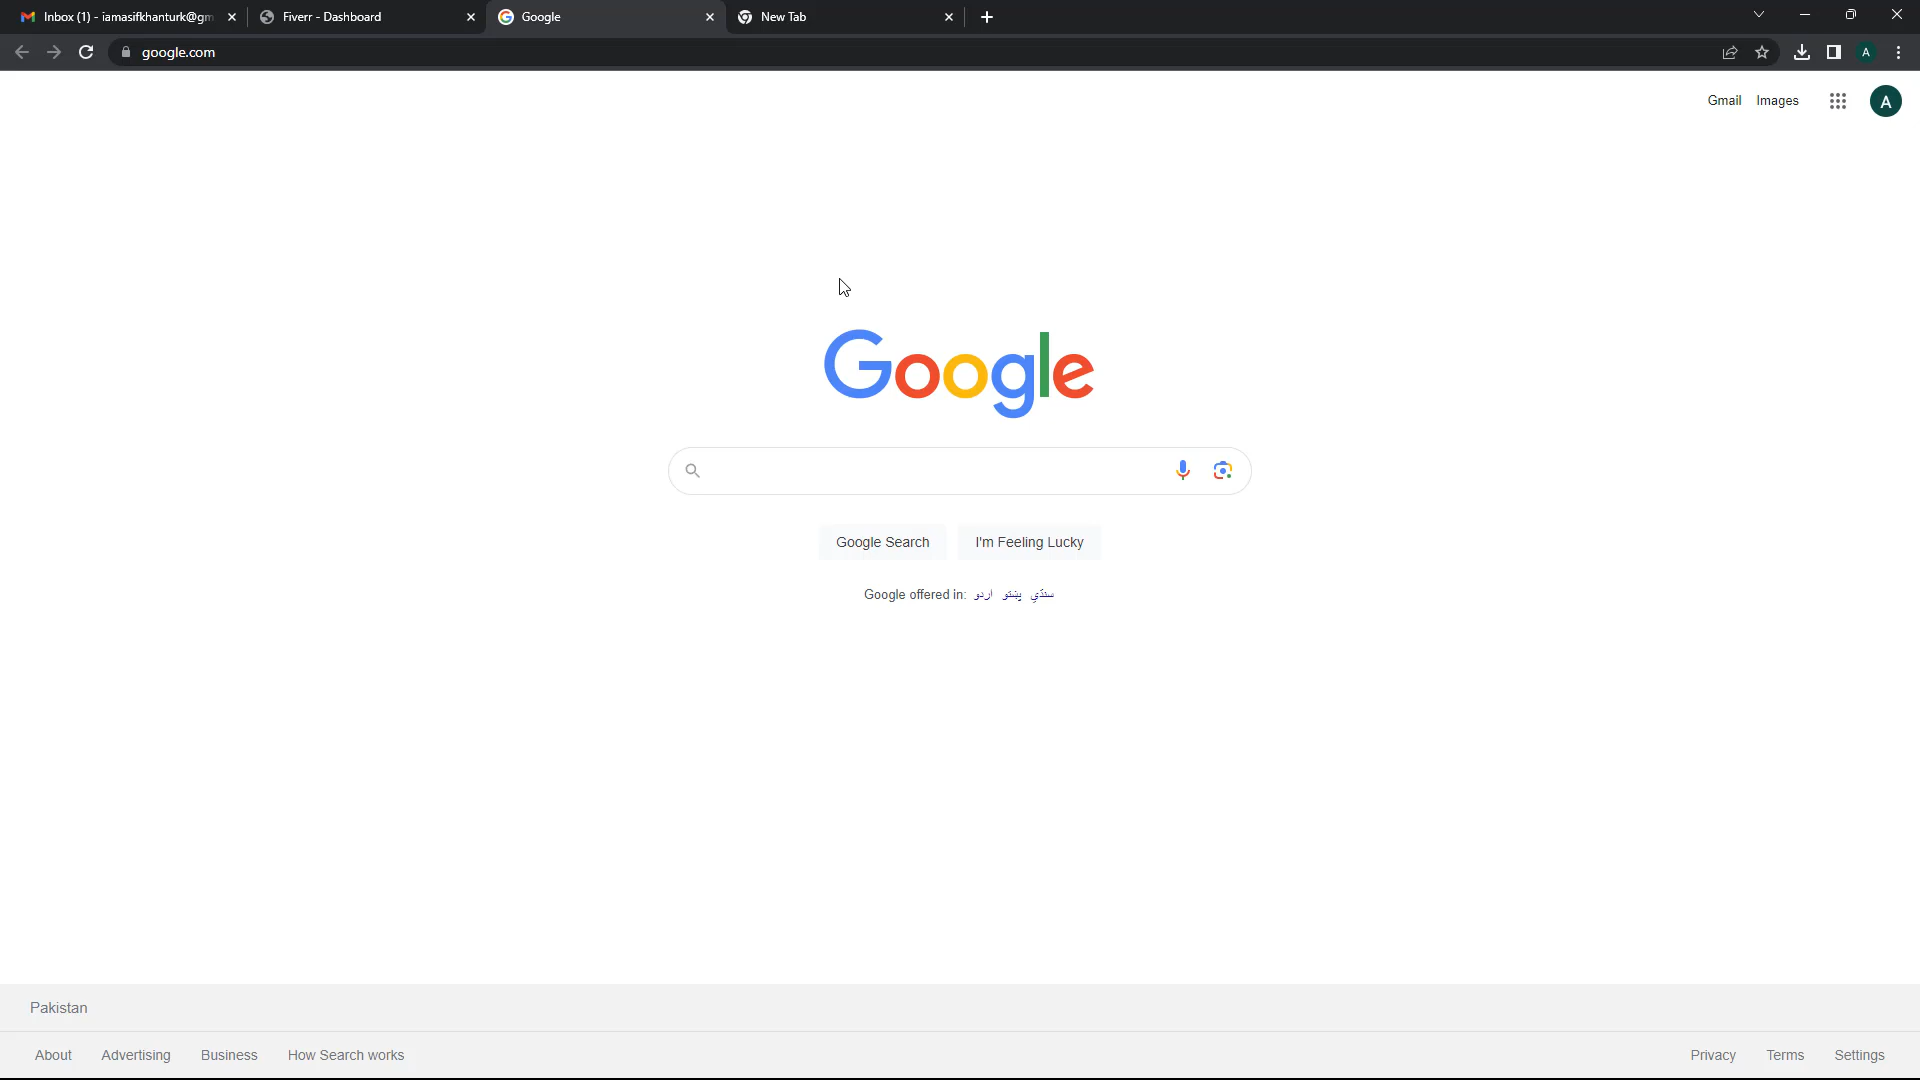 Inbox (1) - iamasifkhanturk@gm
Fiverr - Dashboard
Google
New Tab
google.com
A
Gmail Images
A
Google
Google Search
I'm Feeling Lucky
Google offered in: اردو پښتو سنڌي
Pakistan
About Advertising Business How Search works
Privacy Terms Settings